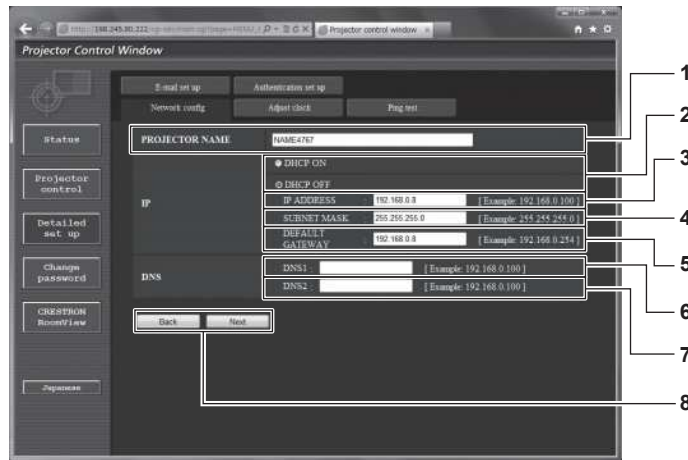 Projector control window
Projector Control Window
E-mail set up
Authentication set up
Network config
Adjust clock
Ping test
Status
Projector control
Detailed set up
Change password
CRESTRON RoomView
Japanese
PROJECTOR NAME
NAME4767
IP
DHCP ON
DHCP OFF
IP ADDRESS : 192.168.0.8 [ Example: 192.168.0.100 ]
SUBNET MASK : 255.255.255.0 [ Example: 255.255.255.0 ]
DEFAULT GATEWAY : 192.168.0.8 [ Example: 192.168.0.254 ]
DNS
DNS1 : [ Example: 192.168.0.100 ]
DNS2 : [ Example: 192.168.0.100 ]
Back
Next
1
2
3
4
5
6
7
8